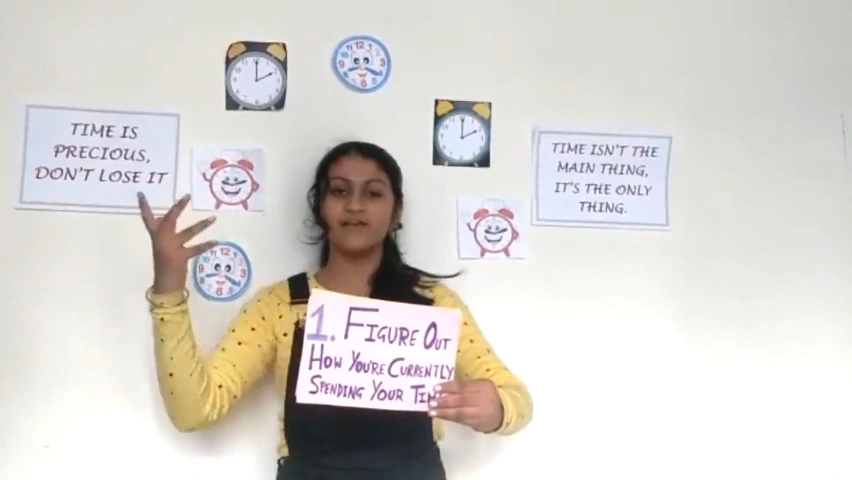 TIME IS
PRECIOUS,
DON'T LOSE IT
TIME ISN'T THE
MAIN THING,
IT'S THE ONLY
THING.
1. FIGURE OUT
HOW YOU'RE CURRENTLY
SPENDING YOUR